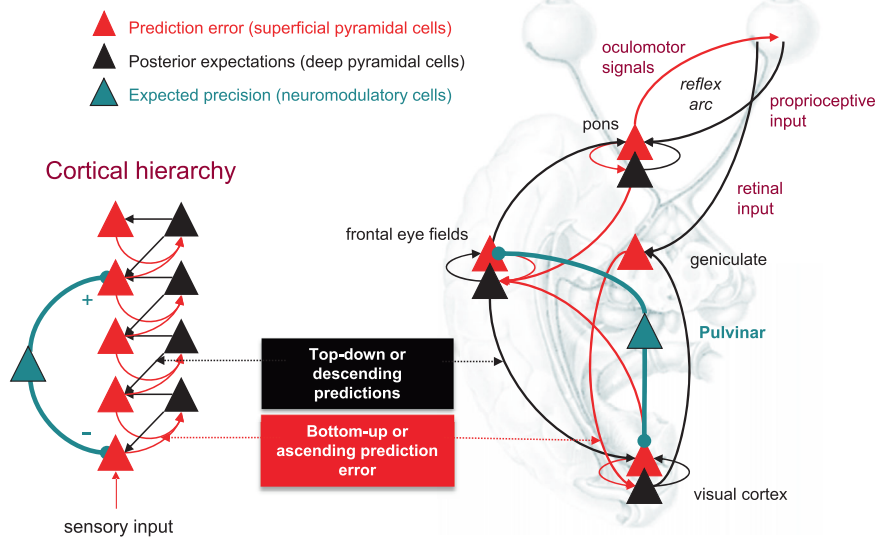 Prediction error (superficial pyramidal cells)
Posterior expectations (deep pyramidal cells)
Expected precision (neuromodulatory cells)
Cortical hierarchy
+
–
sensory input
Top-down or
descending
predictions
Bottom-up or
ascending prediction
error
oculomotor
signals
reflex
arc
proprioceptive
input
pons
retinal
input
frontal eye fields
geniculate
Pulvinar
visual cortex